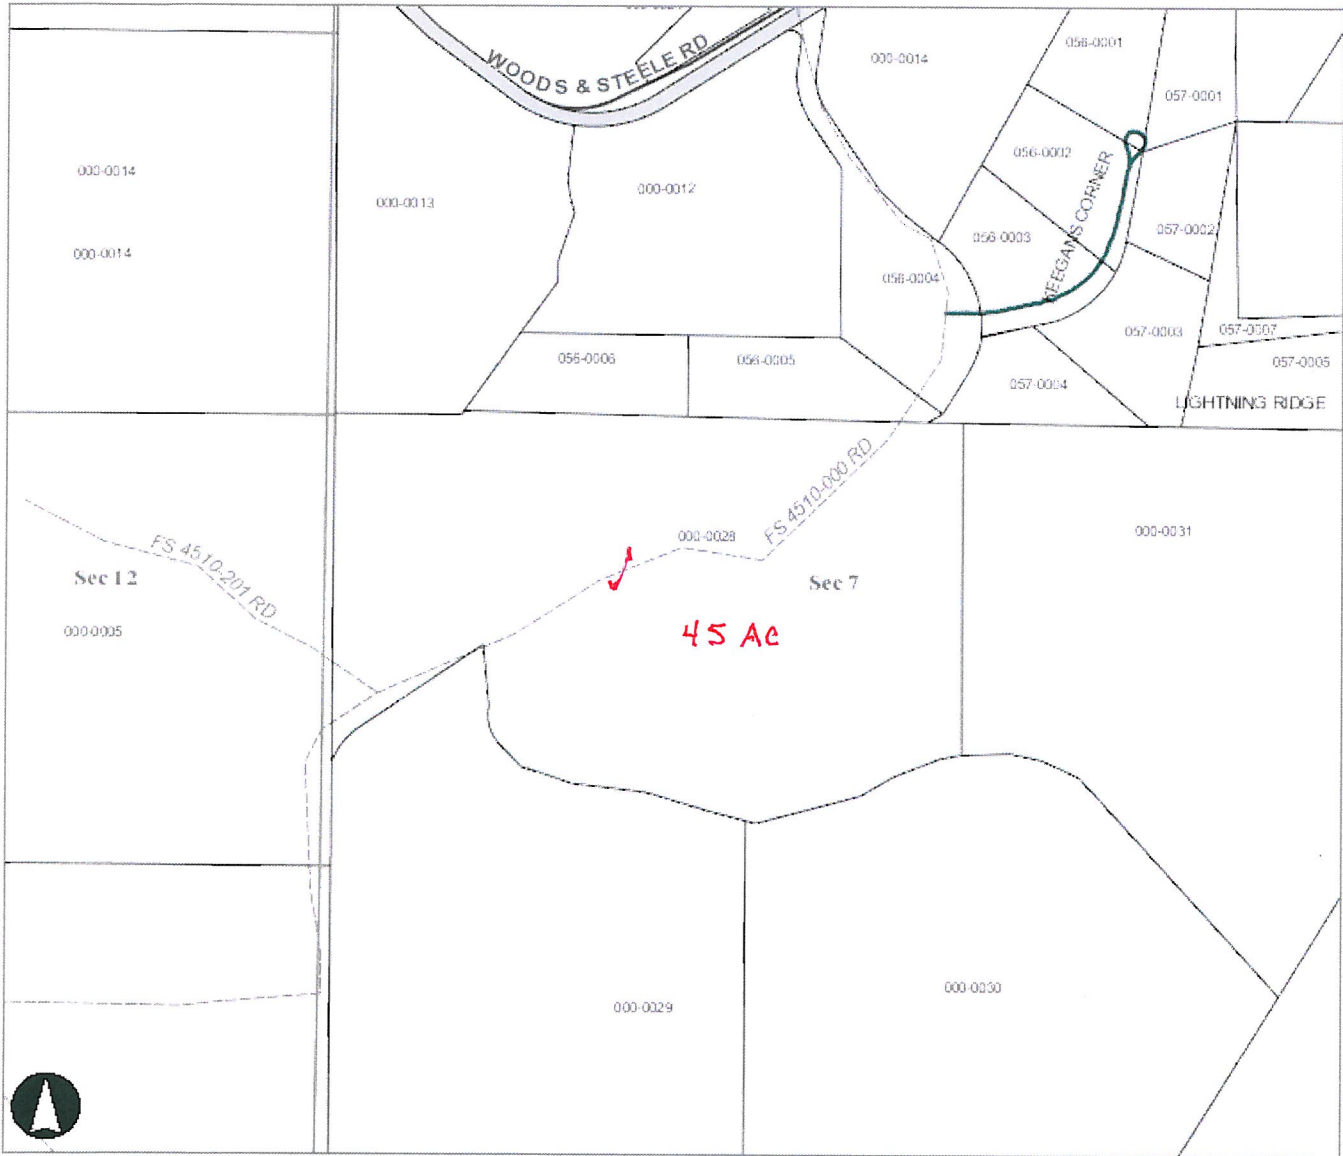 WOODS & STEELE RD
000-0014
056-0001
057-0001
000-0014
056-0002
000-0012
000-0013
KEEGANS CORNER
057-0002
056-0003
000-0014
056-0004
057-0003
057-0007
056-0006
056-0005
057-0005
057-0004
LIGHTNING RIDGE
FS 4510-000 RD
000-0028
000-0031
FS 4510-201 RD
Sec 12
Sec 7
000-0005
45 AC
000-0030
000-0029